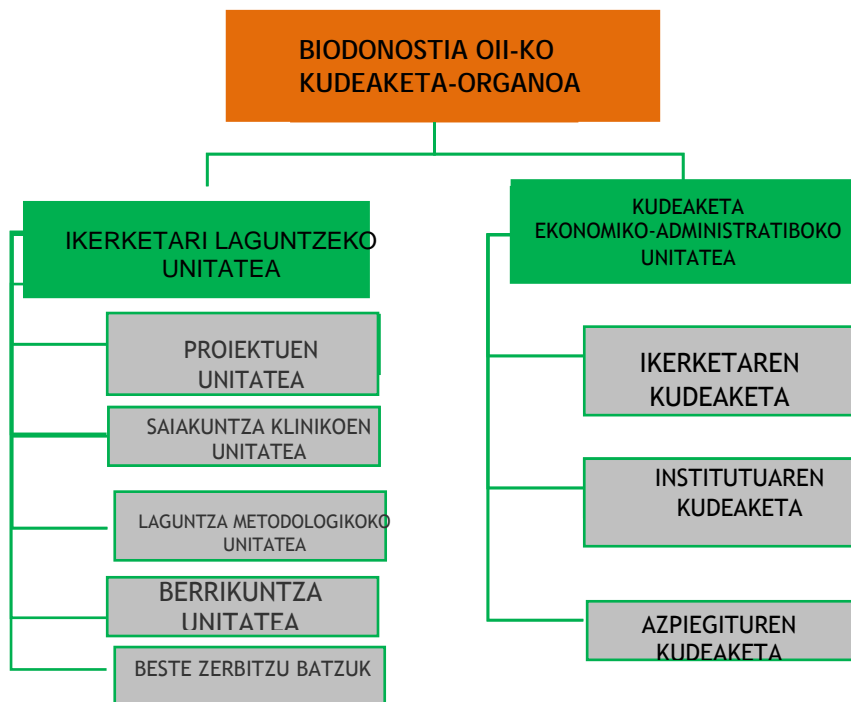 BIODONOSTIA OII-KO
KUDEAKETA-ORGANOA
IKERKETARI LAGUNTZEKO
UNITATEA
PROIEKTUEN
UNITATEA
SAIAKUNTZA KLINIKOEN
UNITATEA
LAGUNTZA METODOLOGIKOKO
UNITATEA
BERRIKUNTZA
UNITATEA
BESTE ZERBITZU BATZUK
KUDEAKETA
EKONOMIKO-ADMINISTRATIBOKO
UNITATEA
IKERKETAREN
KUDEAKETA
INSTITUTUAREN
KUDEAKETA
AZPIEGITUREN
KUDEAKETA